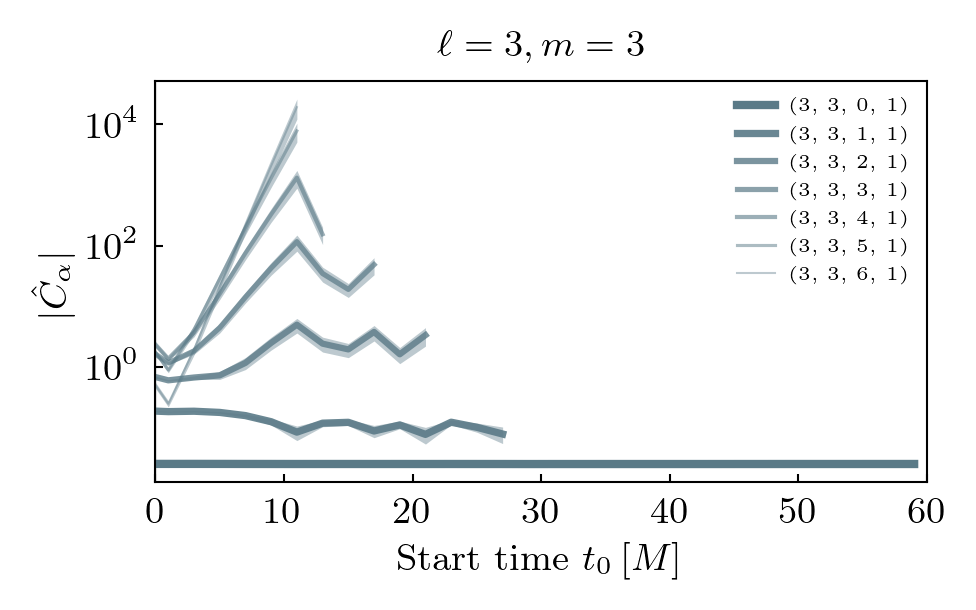 ℓ = 3, m = 3
|Ĉ_α|
10^4
10^2
10^0
(3, 3, 0, 1)
(3, 3, 1, 1)
(3, 3, 2, 1)
(3, 3, 3, 1)
(3, 3, 4, 1)
(3, 3, 5, 1)
(3, 3, 6, 1)
0 10 20 30 40 50 60
Start time t_0 [M]